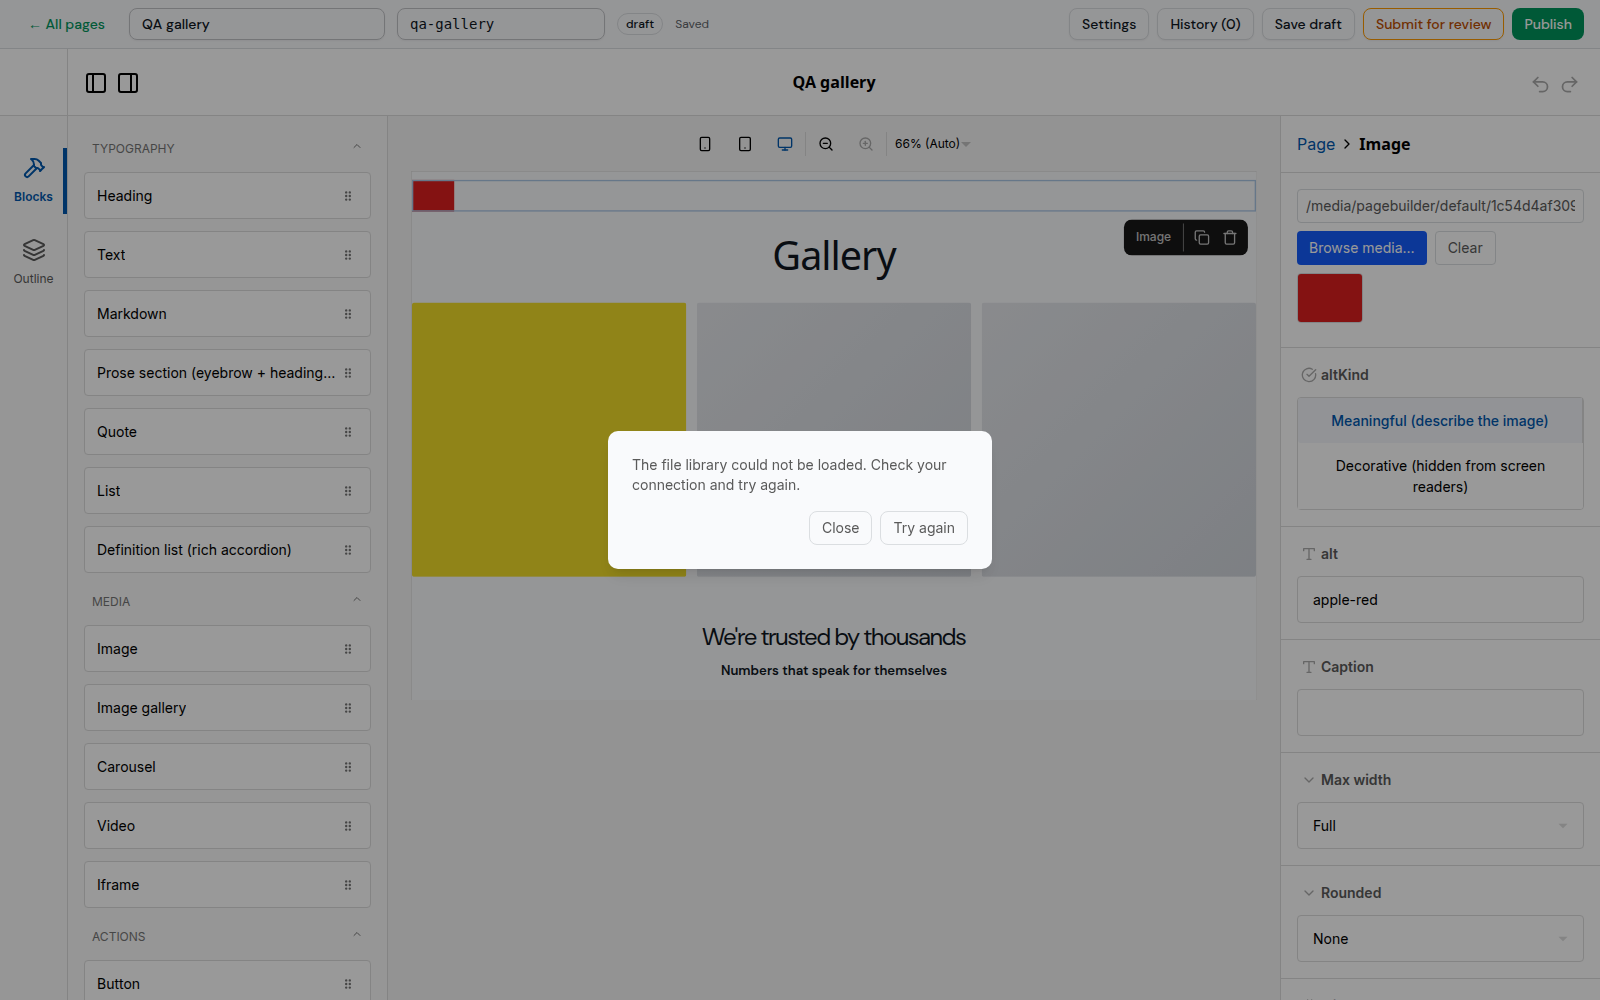 ← All pages
QA gallery
qa-gallery
draft
Saved
Settings
History (0)
Save draft
Submit for review
Publish
QA gallery
Blocks
Outline
TYPOGRAPHY
Heading
Text
Markdown
Prose section (eyebrow + heading...
Quote
List
Definition list (rich accordion)
MEDIA
Image
Image gallery
Carousel
Video
Iframe
ACTIONS
Button
66% (Auto)
Image
Gallery
The file library could not be loaded. Check your
connection and try again.
Close
Try again
We're trusted by thousands
Numbers that speak for themselves
Page > Image
/media/pagebuilder/default/1c54d4af309
Browse media...
Clear
altKind
Meaningful (describe the image)
Decorative (hidden from screen
readers)
alt
apple-red
Caption
Max width
Full
Rounded
None